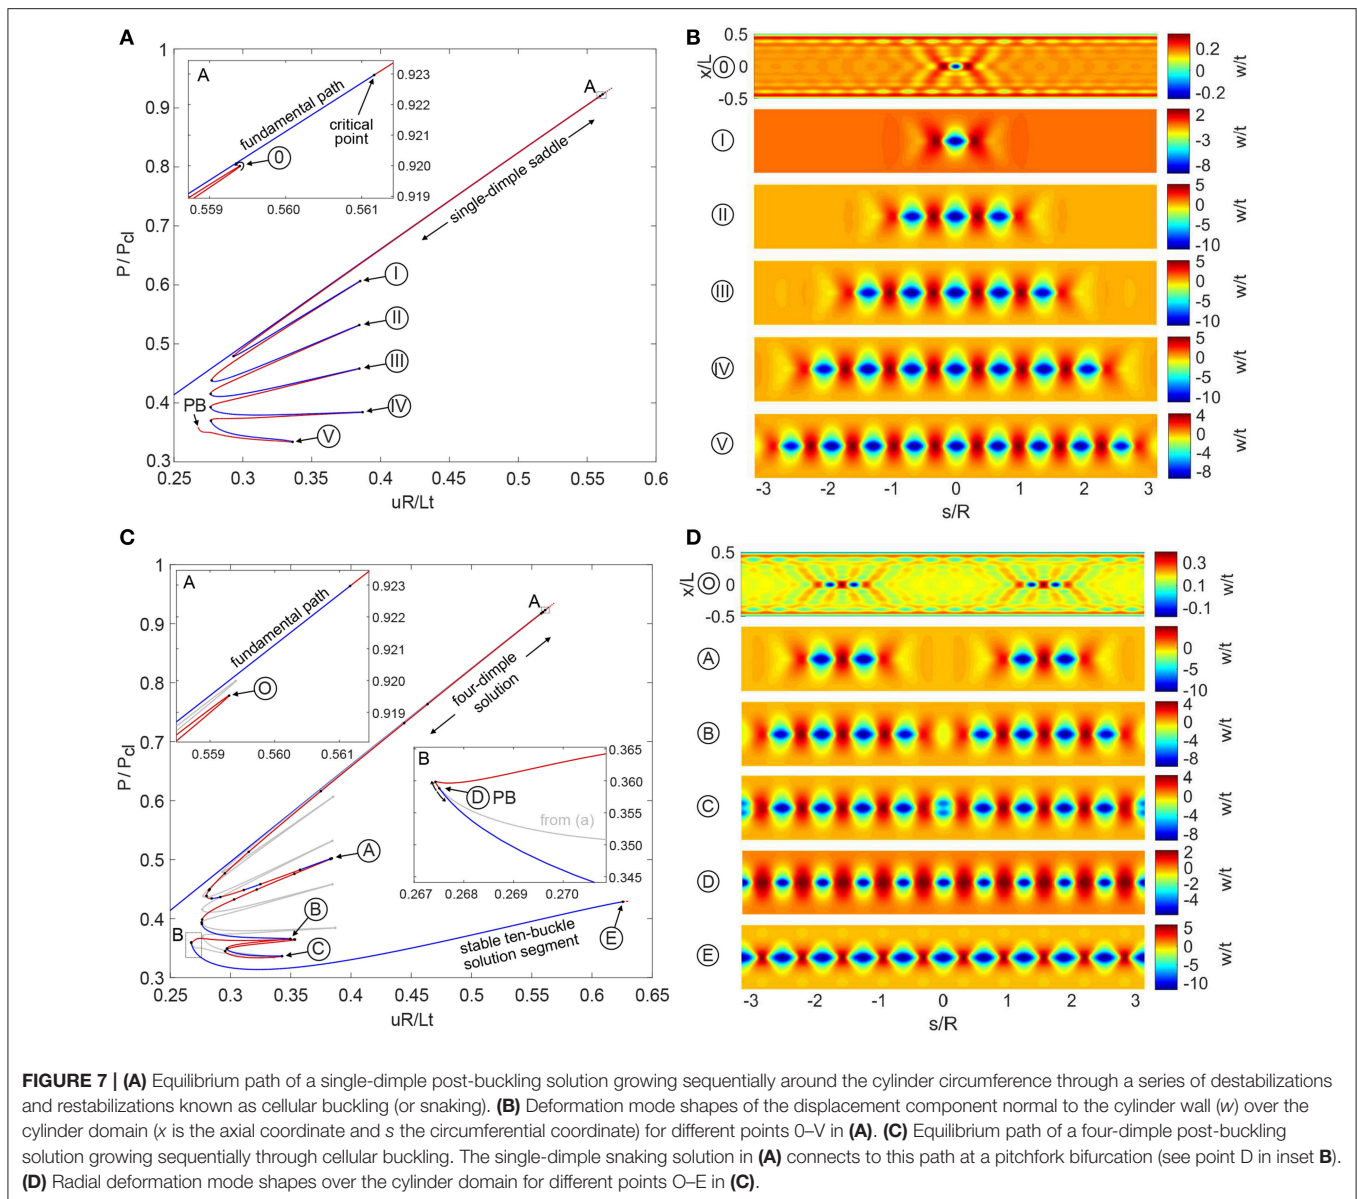 A
1
0.9
0.8
0.7
0.6
0.5
0.4
0.3
P / Pcl
0.25 0.3 0.35 0.4 0.45 0.5 0.55 0.6
uR/Lt
A
fundamental path
critical
point
0
0.923
0.922
0.921
0.920
0.919
0.559 0.560 0.561
A
single-dimple saddle
I
II
III
IV
V
PB
B
x/L
0.5
0
-0.5
0
0.2
0
-0.2
w/t
I
2
-3
-8
w/t
II
5
0
-5
-10
w/t
III
5
0
-5
-10
w/t
IV
5
0
-5
-10
w/t
V
4
0
-4
-8
w/t
-3 -2 -1 0 1 2 3
s/R
C
1
0.9
0.8
0.7
0.6
0.5
0.4
0.3
P / Pcl
0.25 0.3 0.35 0.4 0.45 0.5 0.55 0.6 0.65
uR/Lt
A
fundamental path
O
0.923
0.922
0.921
0.920
0.919
0.559 0.560 0.561
A
four-dimple
solution
B
D PB
from (a)
0.365
0.360
0.355
0.350
0.345
0.267 0.268 0.269 0.270
A
B
C
B
E
stable ten-buckle
solution segment
D
x/L
0.5
0
-0.5
O
0.3
0.1
-0.1
w/t
A
5
0
-5
-10
w/t
B
4
0
-4
-8
w/t
C
4
0
-4
-8
w/t
D
2
0
-2
-4
w/t
E
5
0
-5
-10
w/t
-3 -2 -1 0 1 2 3
s/R
FIGURE 7 | (A) Equilibrium path of a single-dimple post-buckling solution growing sequentially around the cylinder circumference through a series of destabilizations
and restabilizations known as cellular buckling (or snaking). (B) Deformation mode shapes of the displacement component normal to the cylinder wall (w) over the
cylinder domain (x is the axial coordinate and s the circumferential coordinate) for different points 0–V in (A). (C) Equilibrium path of a four-dimple post-buckling
solution growing sequentially through cellular buckling. The single-dimple snaking solution in (A) connects to this path at a pitchfork bifurcation (see point D in inset B).
(D) Radial deformation mode shapes over the cylinder domain for different points O–E in (C).